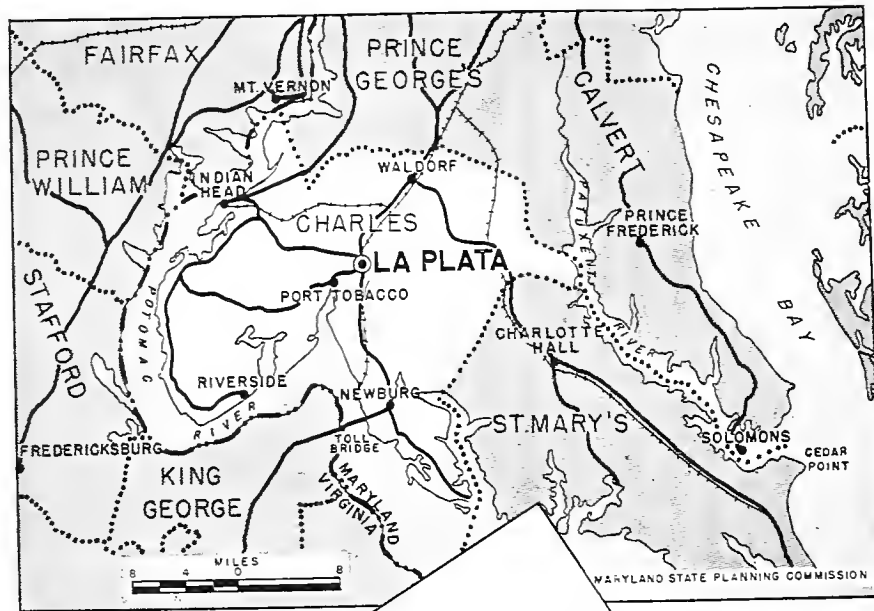 FAIRFAX
PRINCE
GEORGES
MT. VERNON
CALVERT
CHESAPEAKE
BAY
PRINCE
WILLIAM
INDIAN
HEAD
WALDORF
CHARLES
PATUXENT
RIVER
PRINCE
FREDERICK
LA PLATA
PORT TOBACCO
STAFFORD
POTOMAC
RIVER
CHARLOTTE
HALL
RIVERSIDE
NEWBURG
ST. MARY'S
SOLOMONS
CEDAR
POINT
FREDERICKSBURG
TOLL
BRIDGE
KING
GEORGE
MARYLAND
VIRGINIA
MILES
8 4 0 8
MARYLAND STATE PLANNING COMMISSION